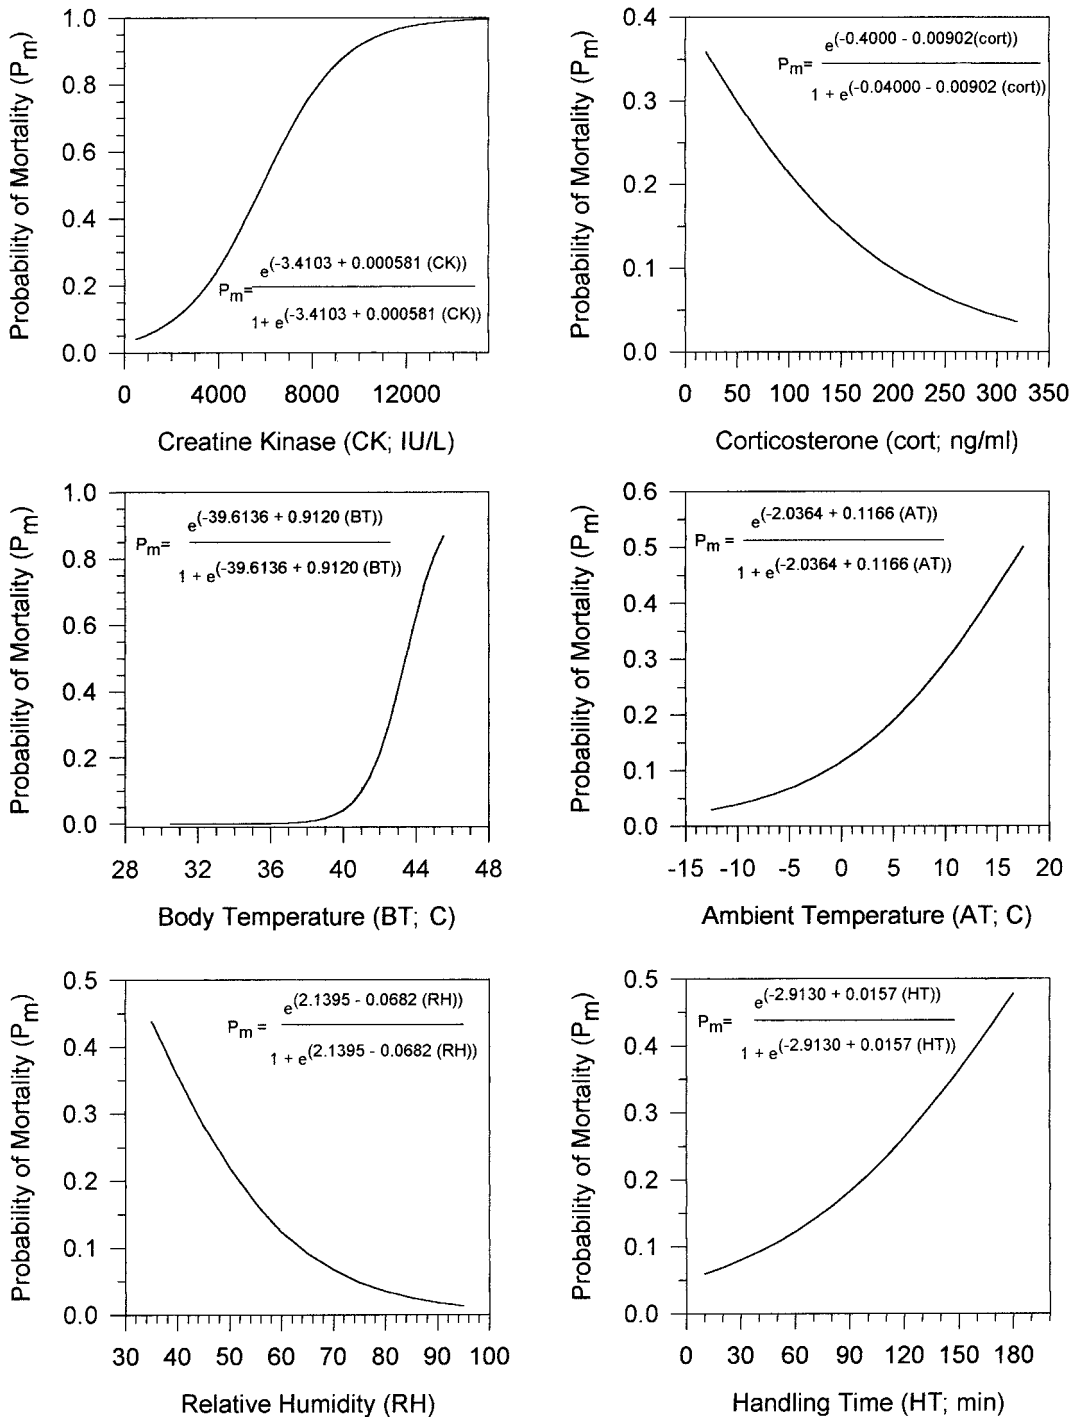 Probability of Mortality (Pm)
1.0
0.8
0.6
0.4
0.2
0.0
Pm= e(-3.4103 + 0.000581 (CK))
1+ e(-3.4103 + 0.000581 (CK))
0 4000 8000 12000
Creatine Kinase (CK; IU/L)
Probability of Mortality (Pm)
0.4
0.3
0.2
0.1
0.0
Pm= e(-0.4000 - 0.00902(cort))
1 + e(-0.04000 - 0.00902 (cort))
0 50 100 150 200 250 300 350
Corticosterone (cort; ng/ml)
Probability of Mortality (Pm)
1.0
0.8
0.6
0.4
0.2
0.0
Pm= e(-39.6136 + 0.9120 (BT))
1 + e(-39.6136 + 0.9120 (BT))
28 32 36 40 44 48
Body Temperature (BT; C)
Probability of Mortality (Pm)
0.6
0.5
0.4
0.3
0.2
0.1
0.0
Pm = e(-2.0364 + 0.1166 (AT))
1 + e(-2.0364 + 0.1166 (AT))
-15 -10 -5 0 5 10 15 20
Ambient Temperature (AT; C)
Probability of Mortality (Pm)
0.5
0.4
0.3
0.2
0.1
0.0
Pm = e(2.1395 - 0.0682 (RH))
1 + e(2.1395 - 0.0682 (RH))
30 40 50 60 70 80 90 100
Relative Humidity (RH)
Probability of Mortality (Pm)
0.5
0.4
0.3
0.2
0.1
0.0
Pm= e(-2.9130 + 0.0157 (HT))
1 + e(-2.9130 + 0.0157 (HT))
0 30 60 90 120 150 180
Handling Time (HT; min)